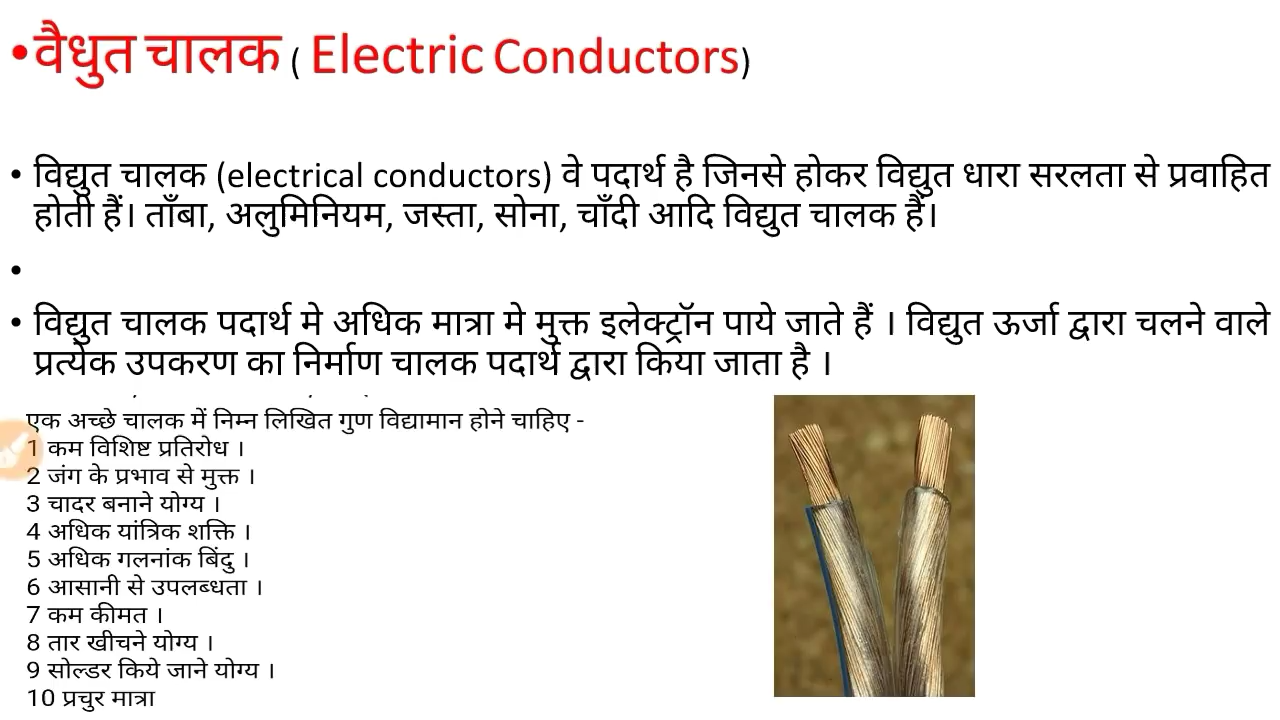 •वैधुत चालक ( Electric Conductors)
• विद्युत चालक (electrical conductors) वे पदार्थ है जिनसे होकर विद्युत धारा सरलता से प्रवाहित
होती हैं। ताँबा, अलुमिनियम, जस्ता, सोना, चाँदी आदि विद्युत चालक हैं।
•
• विद्युत चालक पदार्थ मे अधिक मात्रा मे मुक्त इलेक्ट्रॉन पाये जाते हैं । विद्युत ऊर्जा द्वारा चलने वाले
प्रत्येक उपकरण का निर्माण चालक पदार्थ द्वारा किया जाता है ।
एक अच्छे चालक में निम्न लिखित गुण विद्यामान होने चाहिए -
1 कम विशिष्ट प्रतिरोध ।
2 जंग के प्रभाव से मुक्त ।
3 चादर बनाने योग्य ।
4 अधिक यांत्रिक शक्ति ।
5 अधिक गलनांक बिंदु ।
6 आसानी से उपलब्धता ।
7 कम कीमत ।
8 तार खीचने योग्य ।
9 सोल्डर किये जाने योग्य ।
10 प्रचुर मात्रा